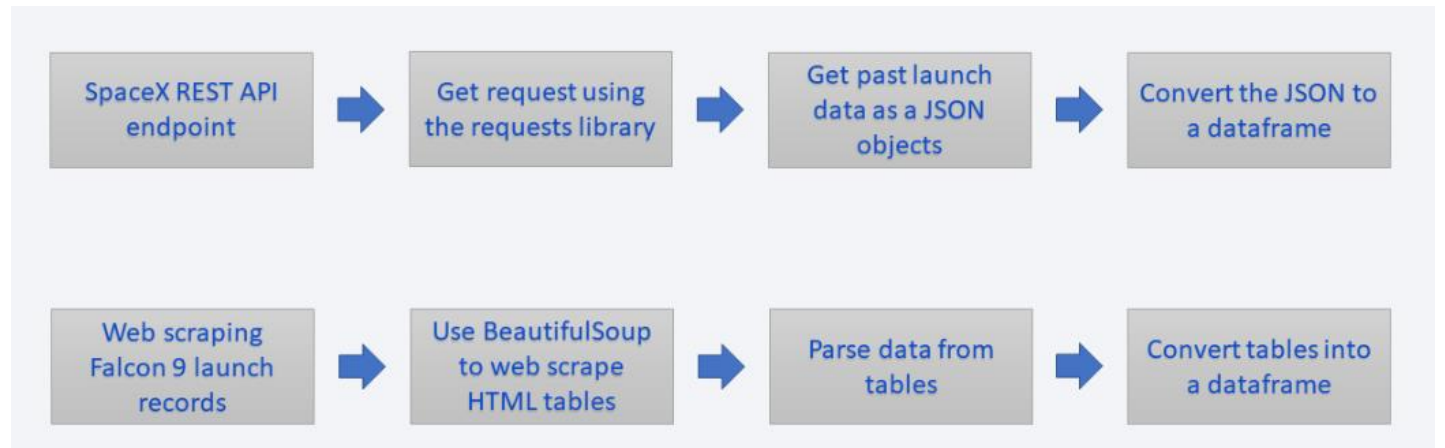 SpaceX REST API
endpoint
Get request using
the requests library
Get past launch
data as a JSON
objects
Convert the JSON to
a dataframe
Web scraping
Falcon 9 launch
records
Use BeautifulSoup
to web scrape
HTML tables
Parse data from
tables
Convert tables into
a dataframe